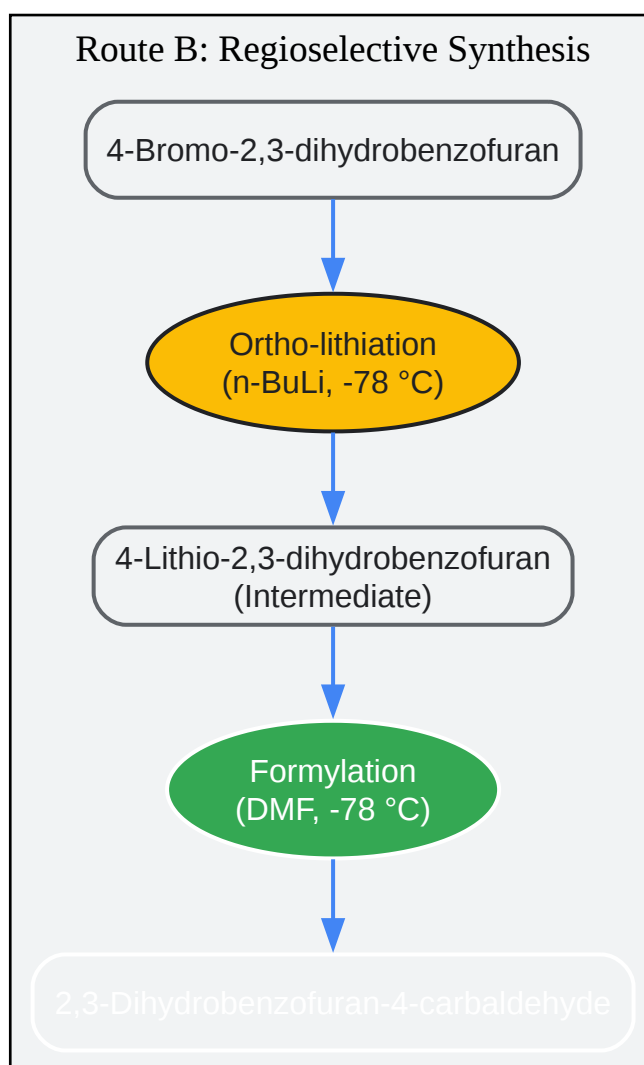 Route B: Regioselective Synthesis
4-Bromo-2,3-dihydrobenzofuran
Ortho-lithiation
(n-BuLi, -78 °C)
4-Lithio-2,3-dihydrobenzofuran
(Intermediate)
Formylation
(DMF, -78 °C)
2,3-Dihydrobenzofuran-4-carbaldehyde